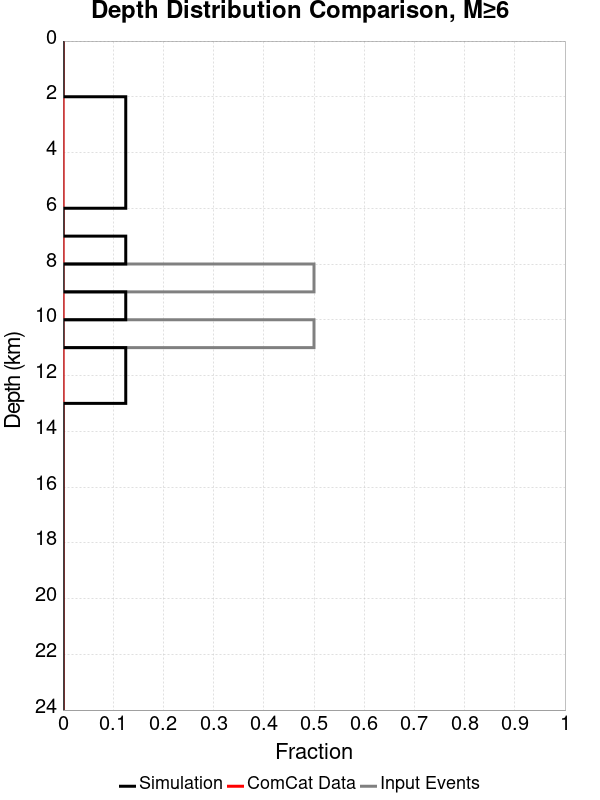 Depth Distribution Comparison, M≥6
0
2
4
6
8
10
12
14
16
18
20
22
24
Depth (km)
0 0.1 0.2 0.3 0.4 0.5 0.6 0.7 0.8 0.9 1
Fraction
Simulation ComCat Data Input Events